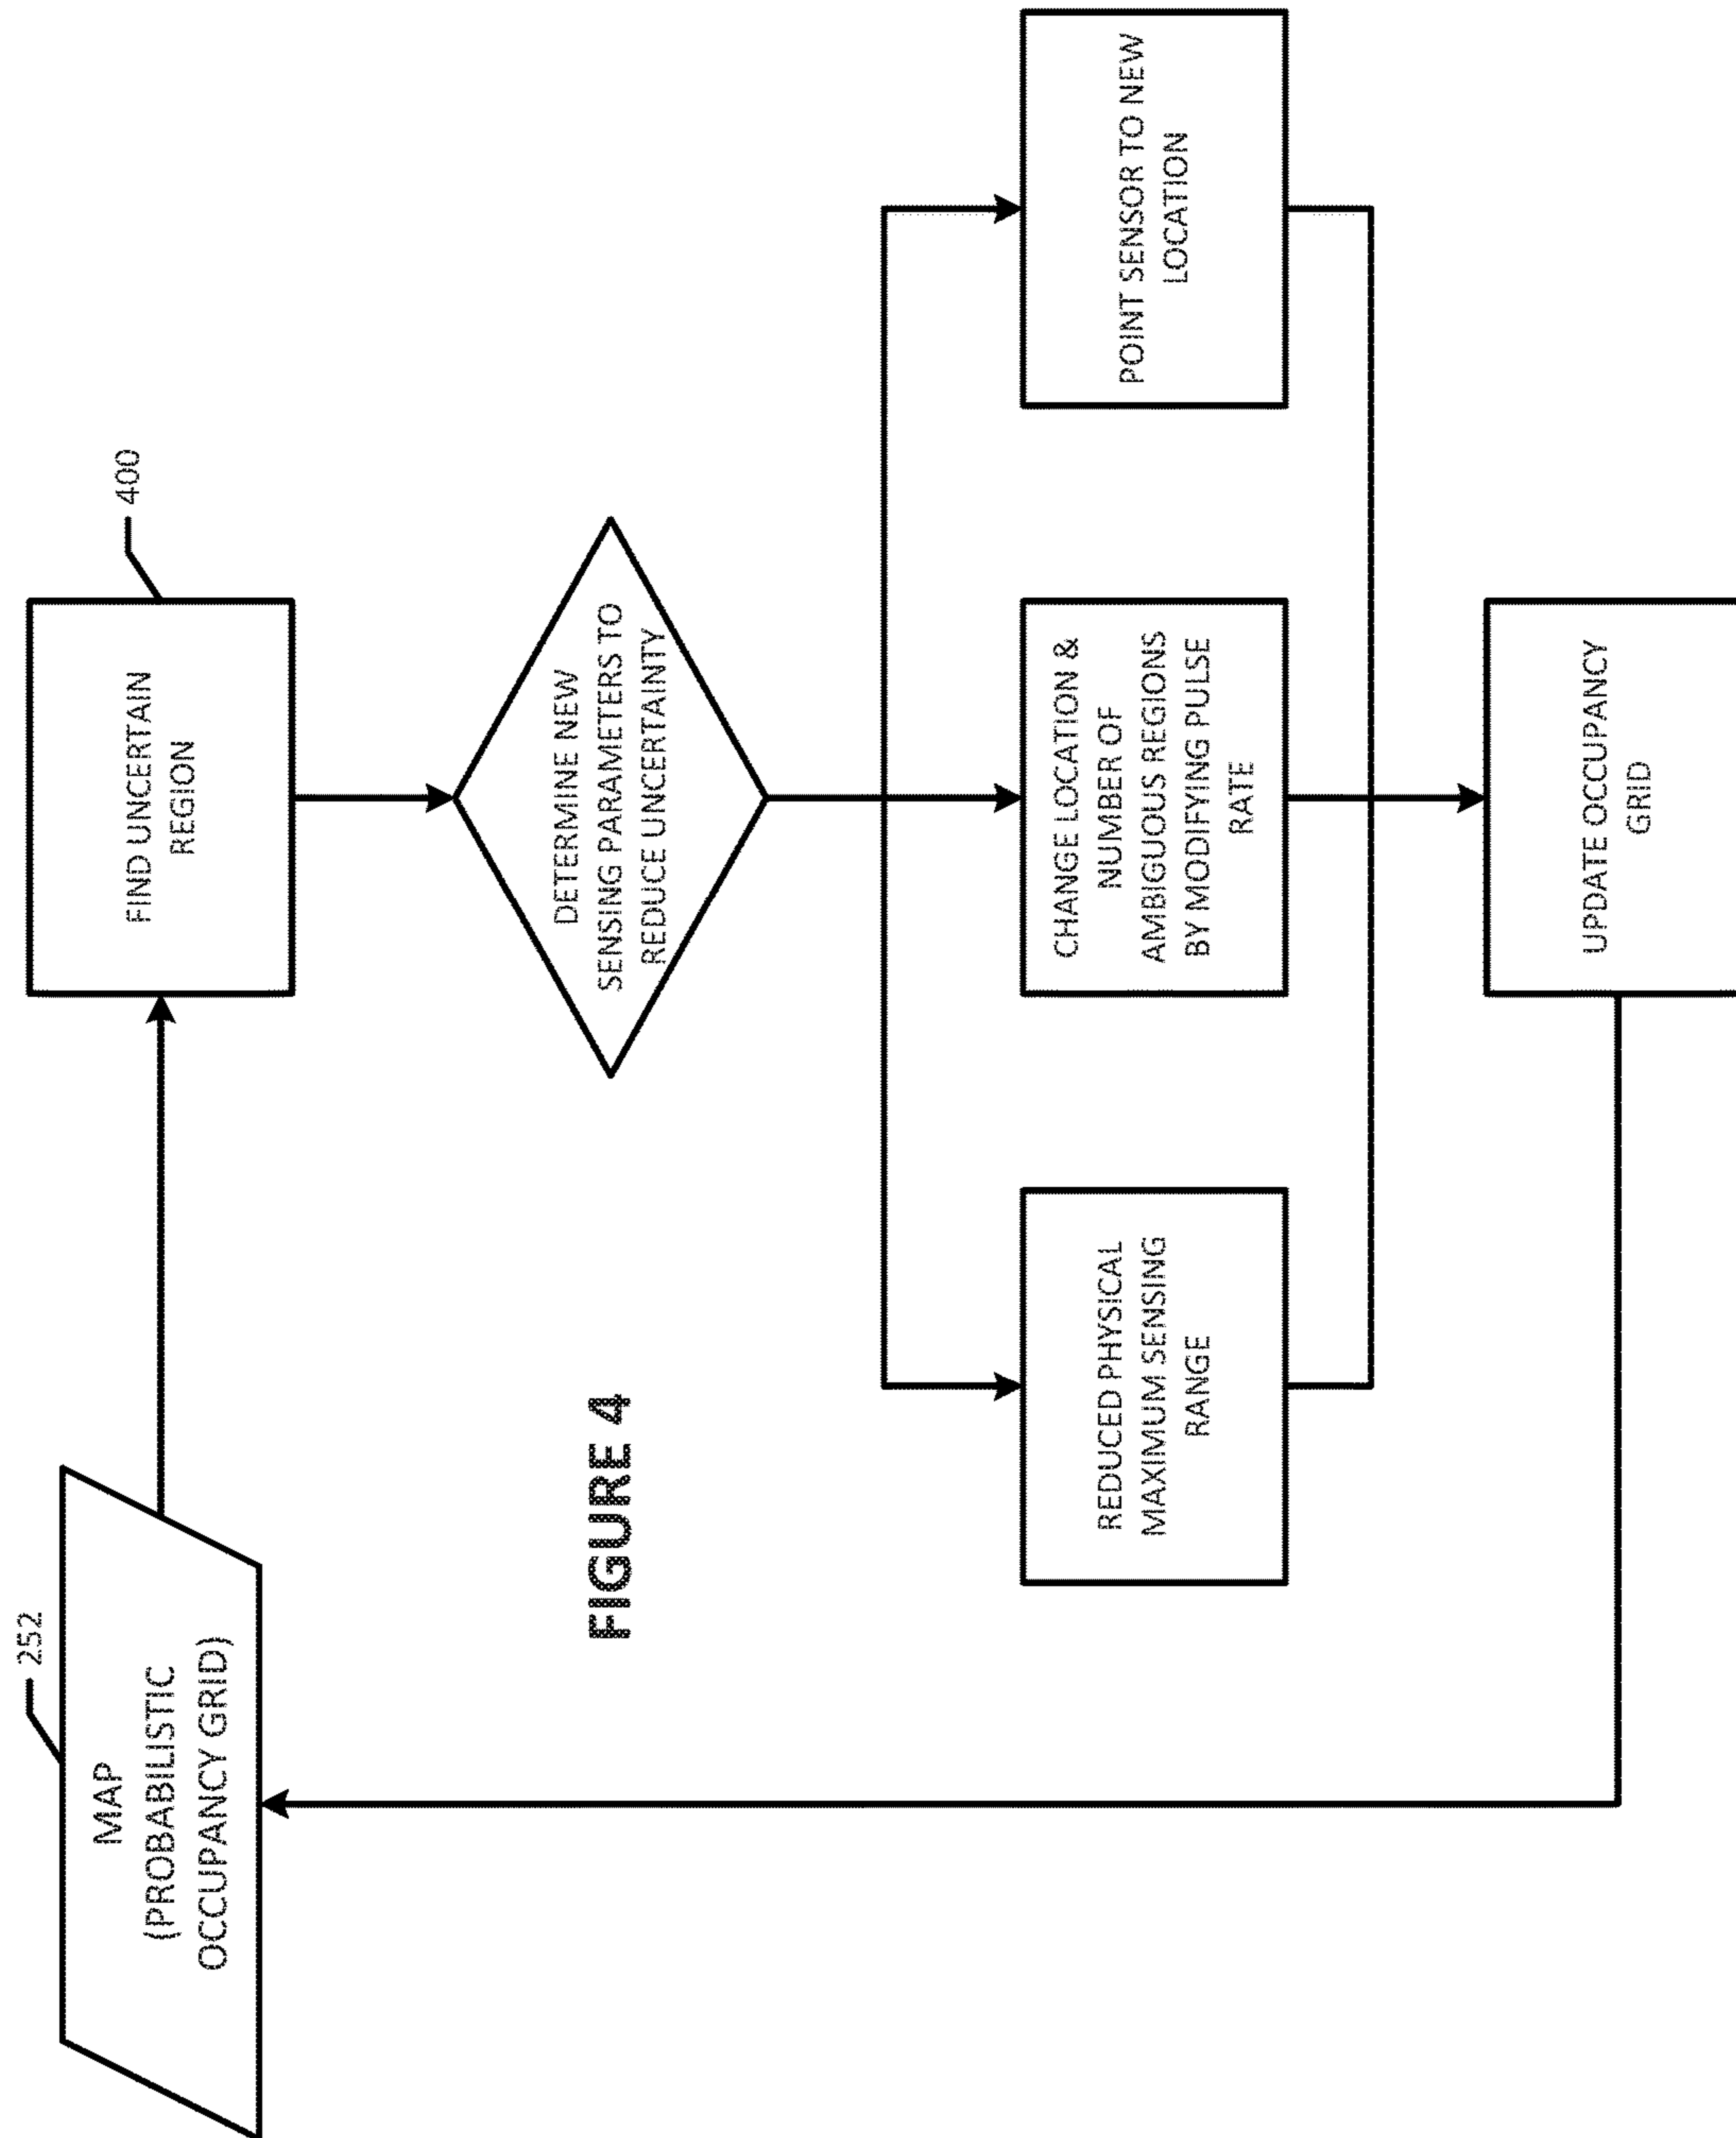 252
MAP
(PROBABILISTIC
OCCUPANCY GRID)
400
FIND UNCERTAIN
REGION
DETERMINE NEW
SENSING PARAMETERS TO
REDUCE UNCERTAINTY
FIGURE 4
REDUCED PHYSICAL
MAXIMUM SENSING
RANGE
CHANGE LOCATION &
NUMBER OF
AMBIGUOUS REGIONS
BY MODIFYING PULSE
RATE
POINT SENSOR TO NEW
LOCATION
UPDATE OCCUPANCY
GRID